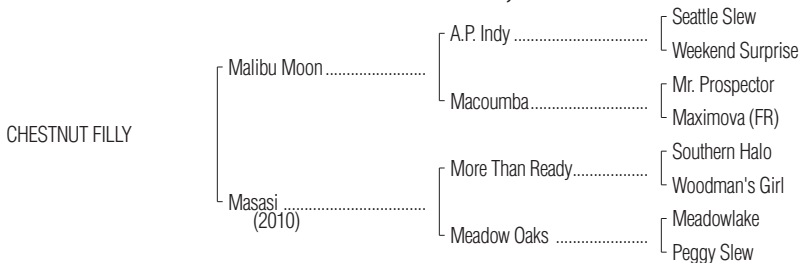 Seattle Slew
A.P. Indy ..............................
Weekend Surprise
Malibu Moon........................
Mr. Prospector
Macoumba..........................
Maximova (FR)
CHESTNUT FILLY
Southern Halo
More Than Ready.................
Woodman's Girl
Masasi ................................
(2010)
Meadowlake
Meadow Oaks .....................
Peggy Slew